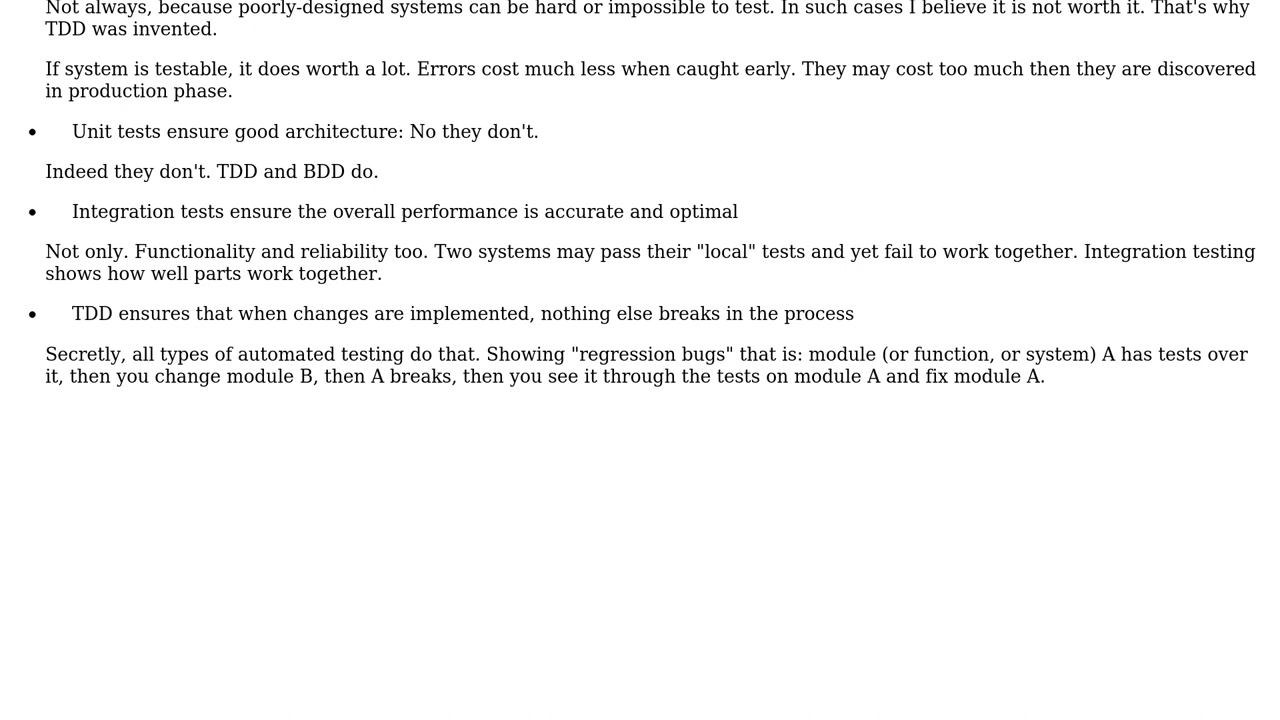 Not always, because poorly-designed systems can be hard or impossible to test. In such cases I believe it is not worth it. That's why
TDD was invented.
If system is testable, it does worth a lot. Errors cost much less when caught early. They may cost too much then they are discovered
in production phase.
• Unit tests ensure good architecture: No they don't.
Indeed they don't. TDD and BDD do.
• Integration tests ensure the overall performance is accurate and optimal
Not only. Functionality and reliability too. Two systems may pass their "local" tests and yet fail to work together. Integration testing
shows how well parts work together.
• TDD ensures that when changes are implemented, nothing else breaks in the process
Secretly, all types of automated testing do that. Showing "regression bugs" that is: module (or function, or system) A has tests over
it, then you change module B, then A breaks, then you see it through the tests on module A and fix module A.